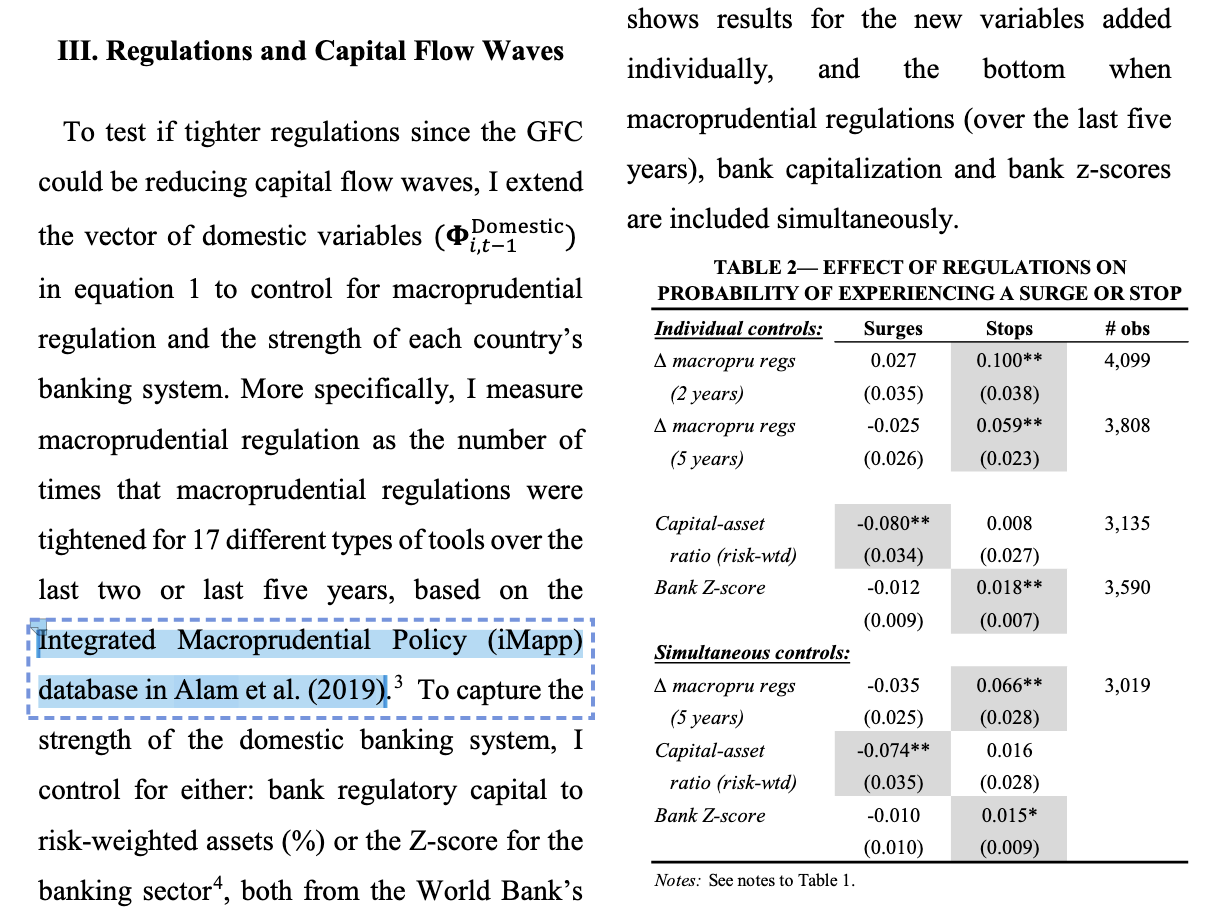 III. Regulations and Capital Flow Waves
To test if tighter regulations since the GFC
could be reducing capital flow waves, I extend
the vector of domestic variables (𝚽ᵢ,ₜ₋₁^Domestic)
in equation 1 to control for macroprudential
regulation and the strength of each country’s
banking system. More specifically, I measure
macroprudential regulation as the number of
times that macroprudential regulations were
tightened for 17 different types of tools over the
last two or last five years, based on the
Integrated Macroprudential Policy (iMapp)
database in Alam et al. (2019).³ To capture the
strength of the domestic banking system, I
control for either: bank regulatory capital to
risk-weighted assets (%) or the Z-score for the
banking sector⁴, both from the World Bank’s
shows results for the new variables added
individually, and the bottom when
macroprudential regulations (over the last five
years), bank capitalization and bank z-scores
are included simultaneously.
TABLE 2— EFFECT OF REGULATIONS ON
PROBABILITY OF EXPERIENCING A SURGE OR STOP
Individual controls: Surges Stops # obs
Δ macropru regs 0.027 0.100** 4,099
(2 years) (0.035) (0.038)
Δ macropru regs -0.025 0.059** 3,808
(5 years) (0.026) (0.023)
Capital-asset -0.080** 0.008 3,135
ratio (risk-wtd) (0.034) (0.027)
Bank Z-score -0.012 0.018** 3,590
(0.009) (0.007)
Simultaneous controls:
Δ macropru regs -0.035 0.066** 3,019
(5 years) (0.025) (0.028)
Capital-asset -0.074** 0.016
ratio (risk-wtd) (0.035) (0.028)
Bank Z-score -0.010 0.015*
(0.010) (0.009)
Notes: See notes to Table 1.